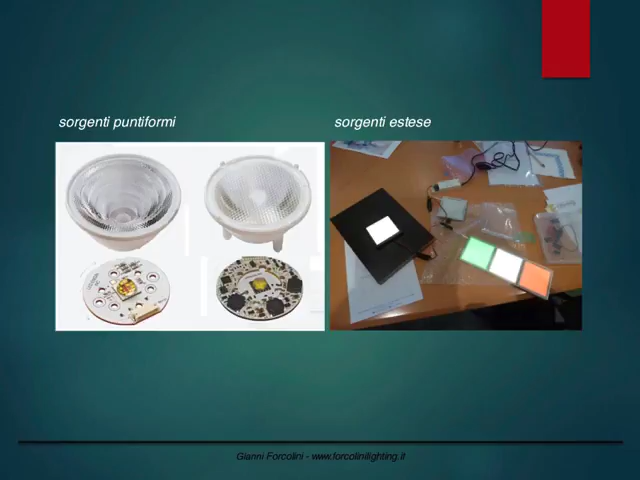 sorgenti puntiformi
sorgenti estese
Gianni Forcolini - www.forcolinilighting.it